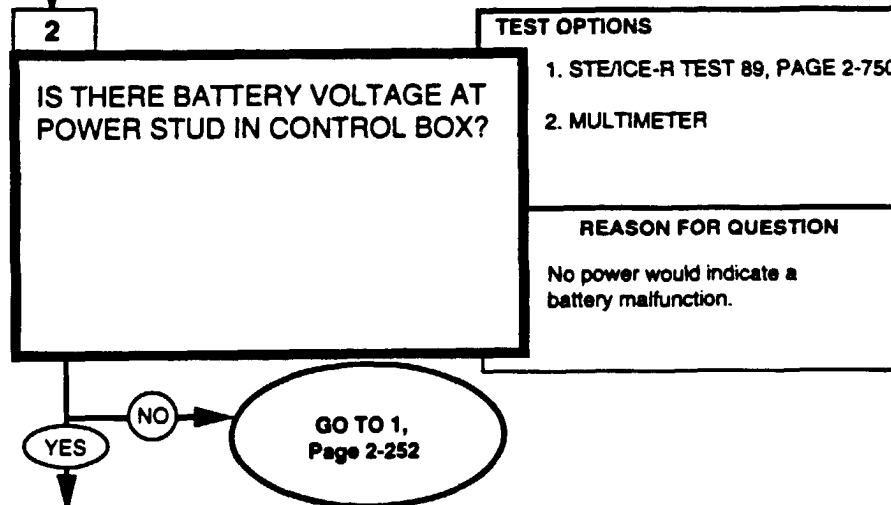 2
IS THERE BATTERY VOLTAGE AT
POWER STUD IN CONTROL BOX?
TEST OPTIONS
1. STE/ICE-R TEST 89, PAGE 2-750
2. MULTIMETER
REASON FOR QUESTION
No power would indicate a
battery malfunction.
NO
GO TO 1,
Page 2-252
YES